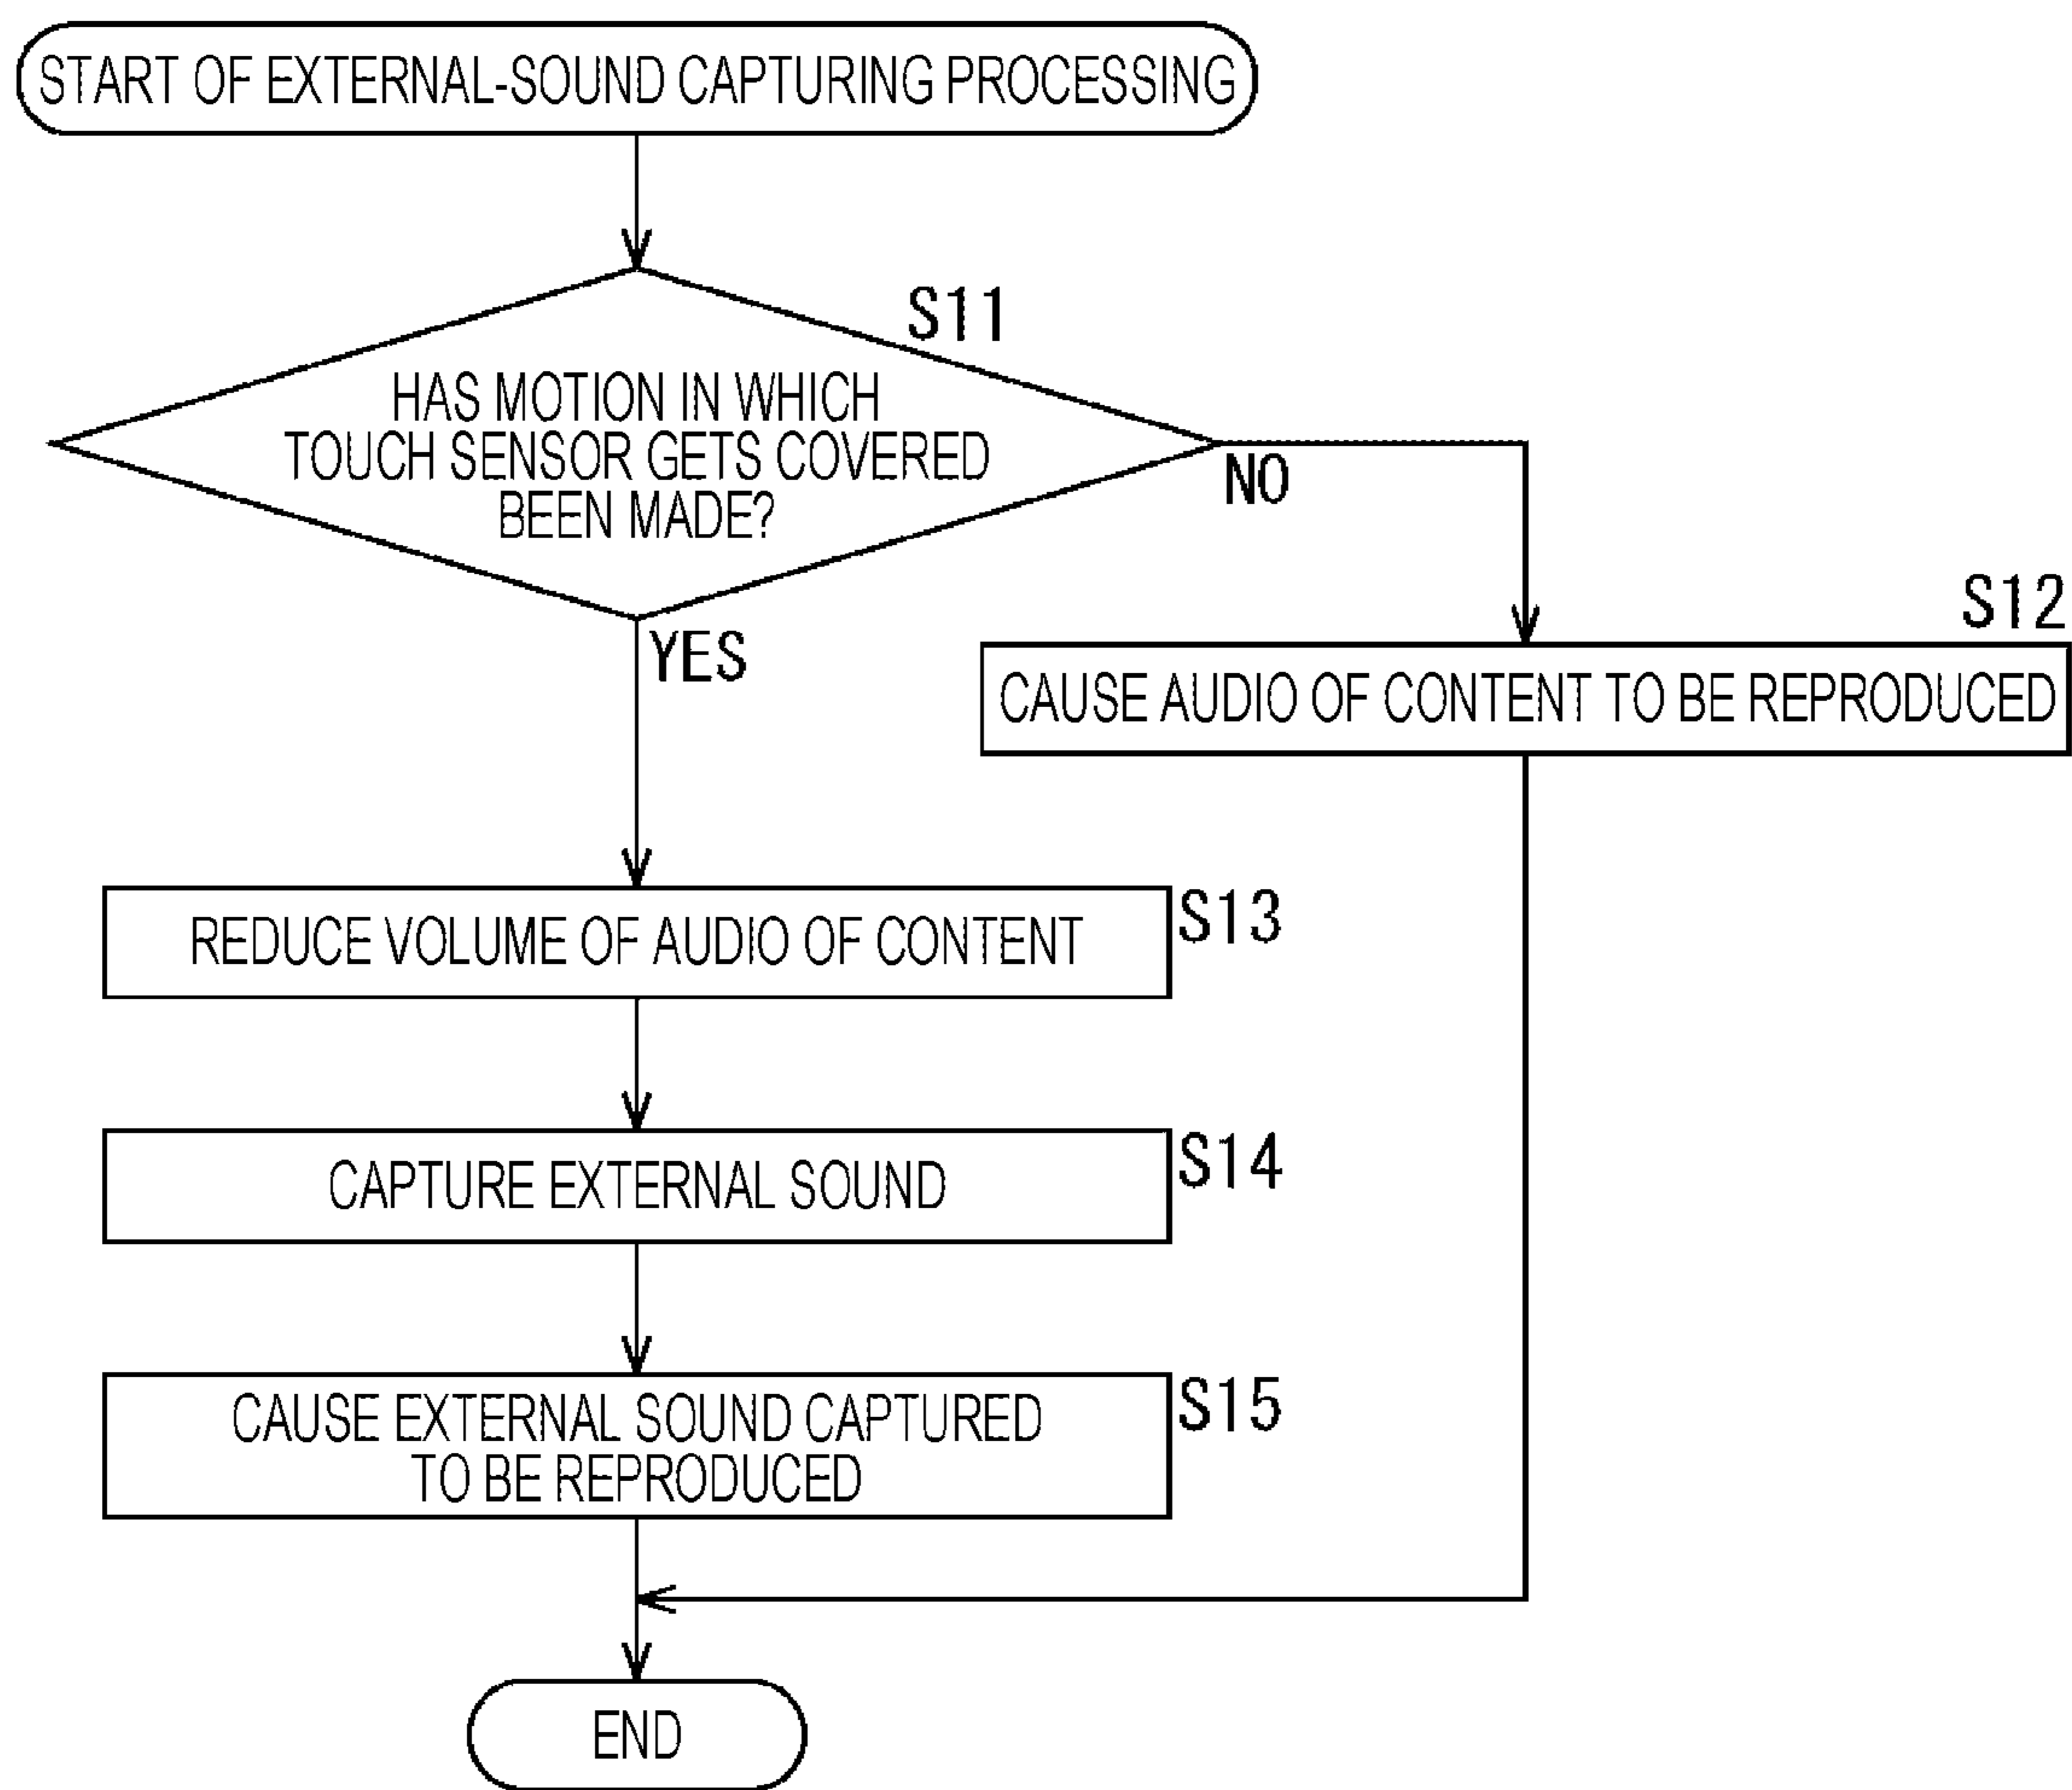 START OF EXTERNAL-SOUND CAPTURING PROCESSING
S11
HAS MOTION IN WHICH
TOUCH SENSOR GETS COVERED
BEEN MADE?
NO
YES
S12
CAUSE AUDIO OF CONTENT TO BE REPRODUCED
REDUCE VOLUME OF AUDIO OF CONTENT
S13
CAPTURE EXTERNAL SOUND
S14
CAUSE EXTERNAL SOUND CAPTURED
TO BE REPRODUCED
S15
END